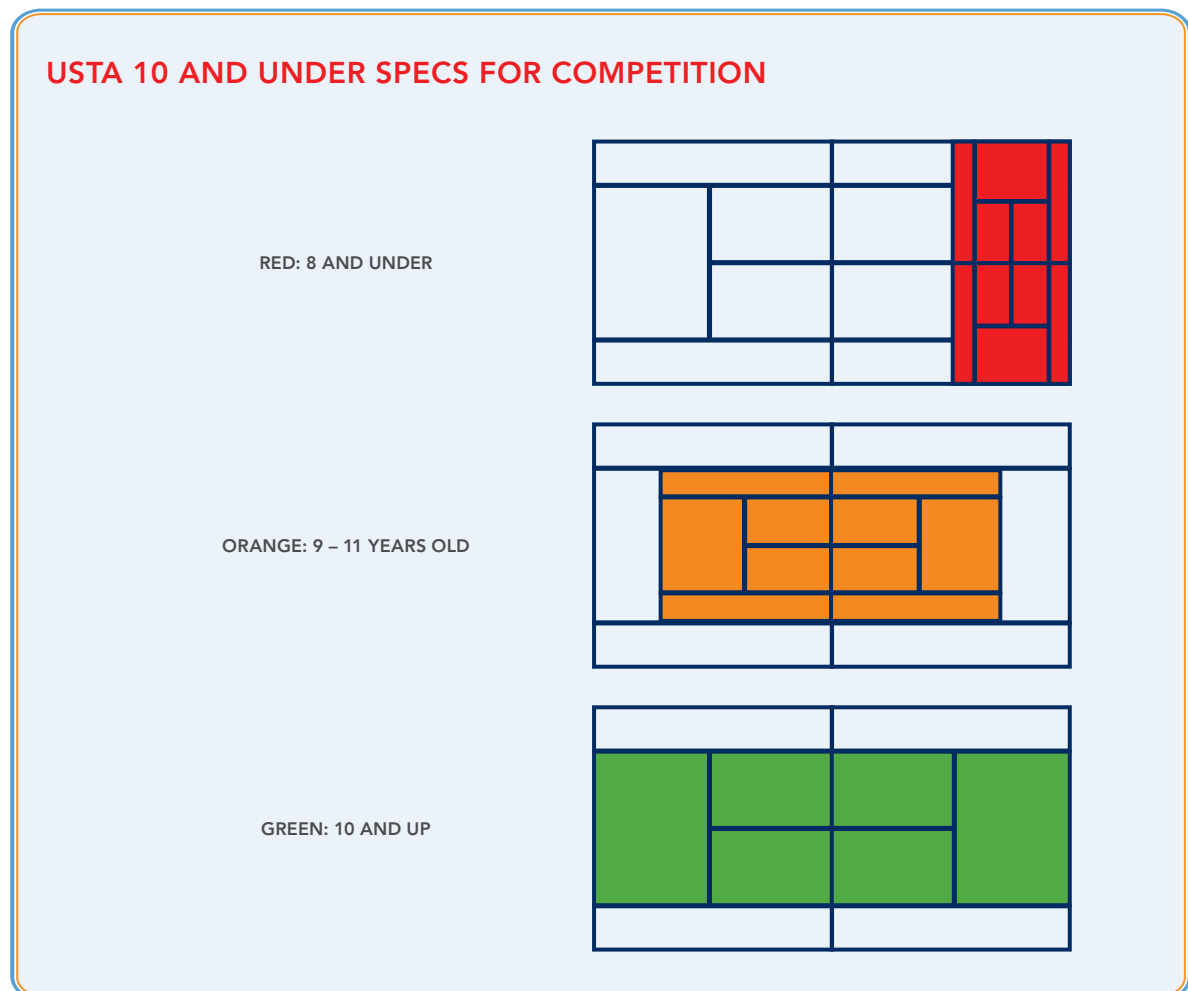 USTA 10 AND UNDER SPECS FOR COMPETITION
RED: 8 AND UNDER
ORANGE: 9 – 11 YEARS OLD
GREEN: 10 AND UP